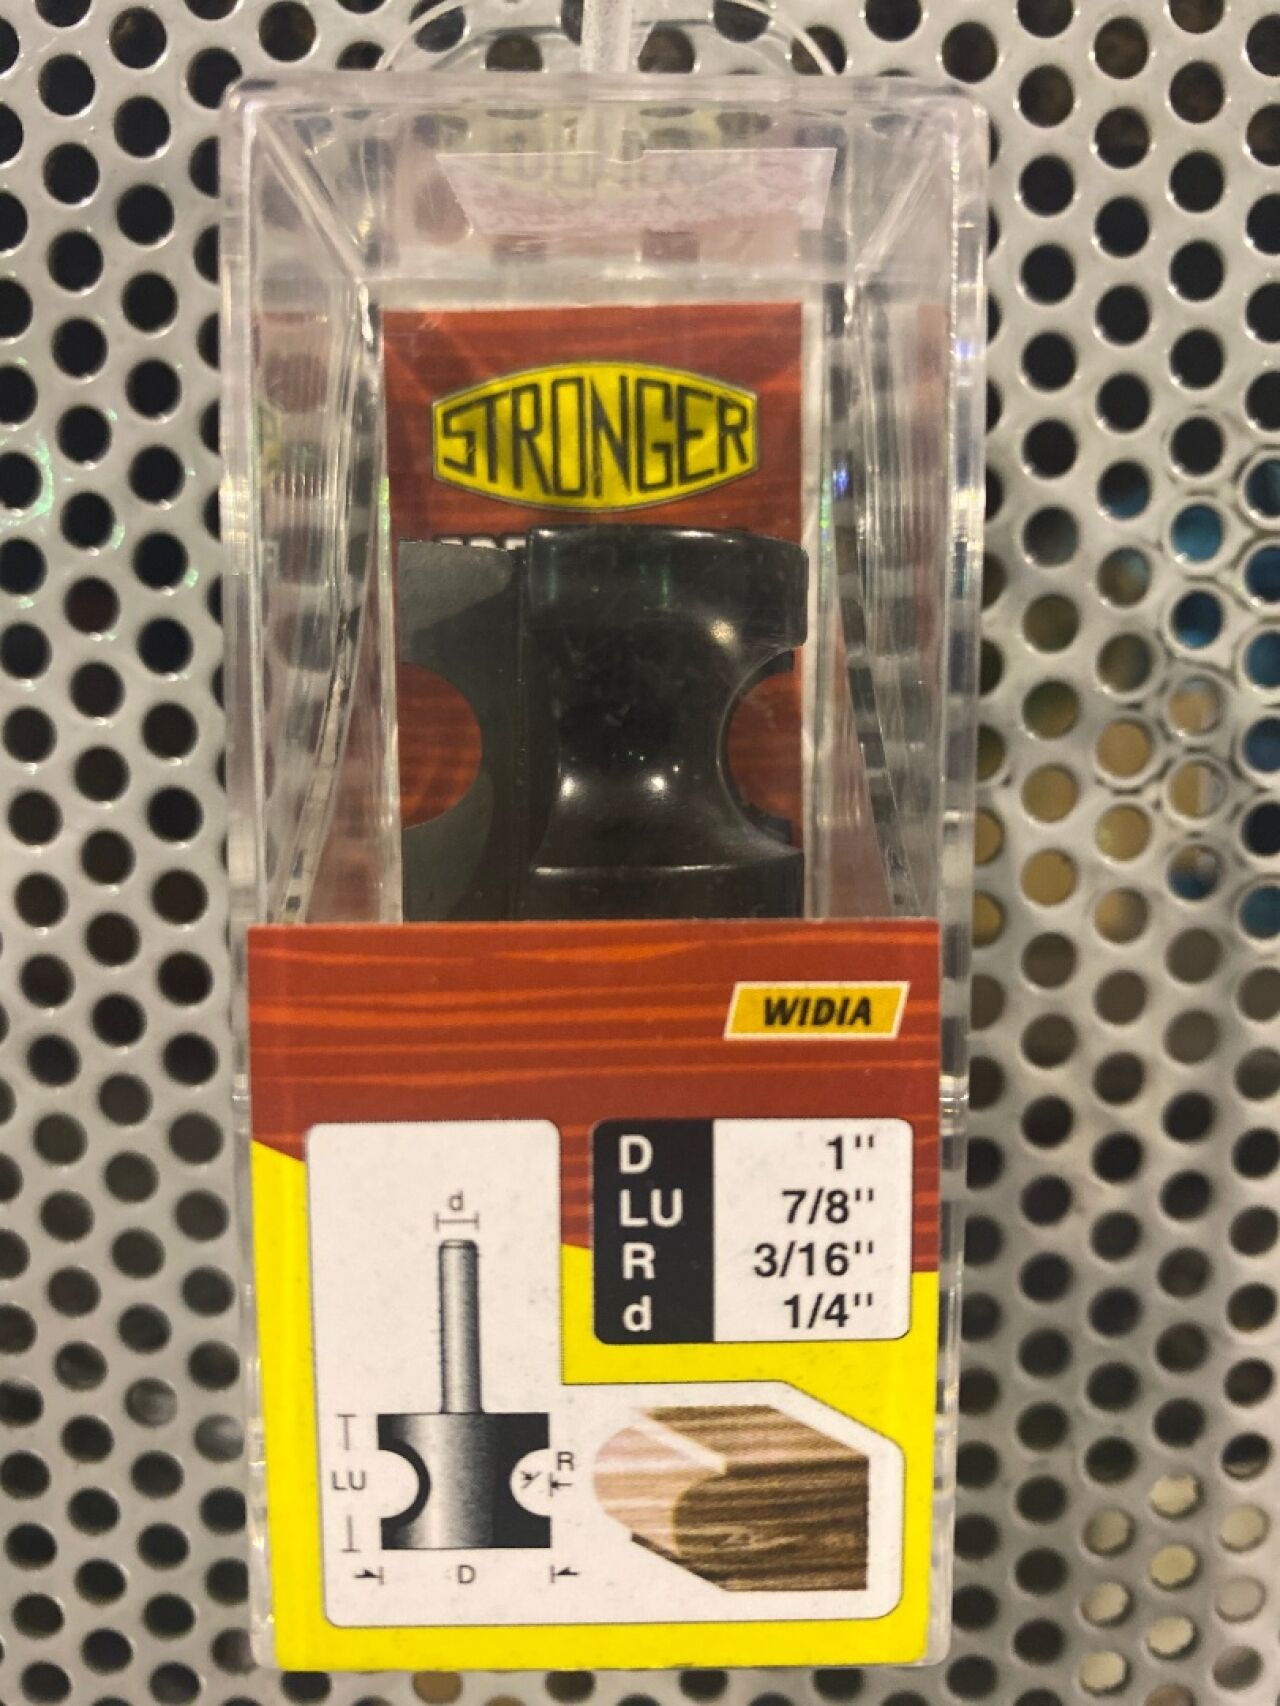 STRONGER
WIDIA
D 1"
LU 7/8"
R 3/16"
d 1/4"
d
R
LU
D